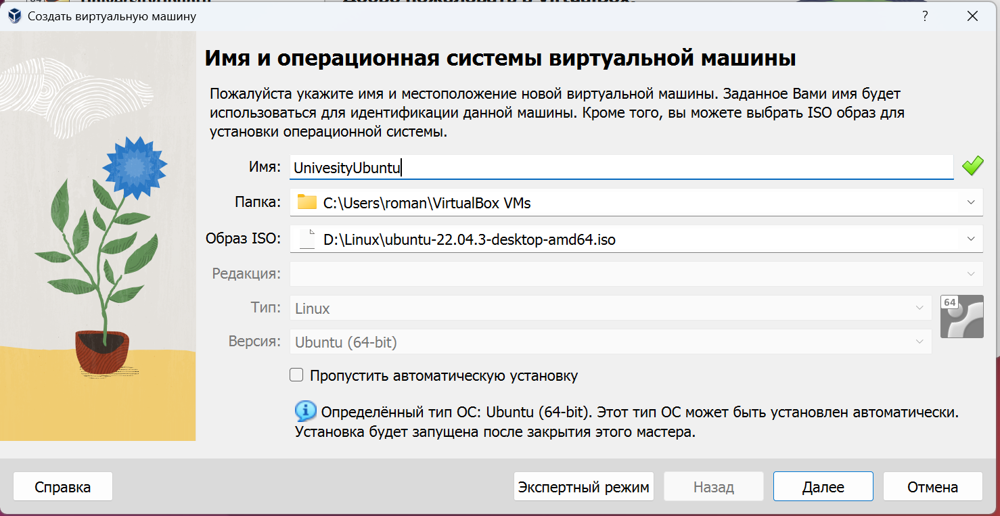 Создать виртуальную машину
?
Имя и операционная системы виртуальной машины
Пожалуйста укажите имя и местоположение новой виртуальной машины. Заданное Вами имя будет
использоваться для идентификации данной машины. Кроме того, вы можете выбрать ISO образ для
установки операционной системы.
Имя: UnivesityUbuntu
Папка: C:\Users\roman\VirtualBox VMs
Образ ISO: D:\Linux\ubuntu-22.04.3-desktop-amd64.iso
Редакция:
Тип: Linux
64
Версия: Ubuntu (64-bit)
Пропустить автоматическую установку
Определённый тип ОС: Ubuntu (64-bit). Этот тип ОС может быть установлен автоматически.
Установка будет запущена после закрытия этого мастера.
Справка Экспертный режим Назад Далее Отмена